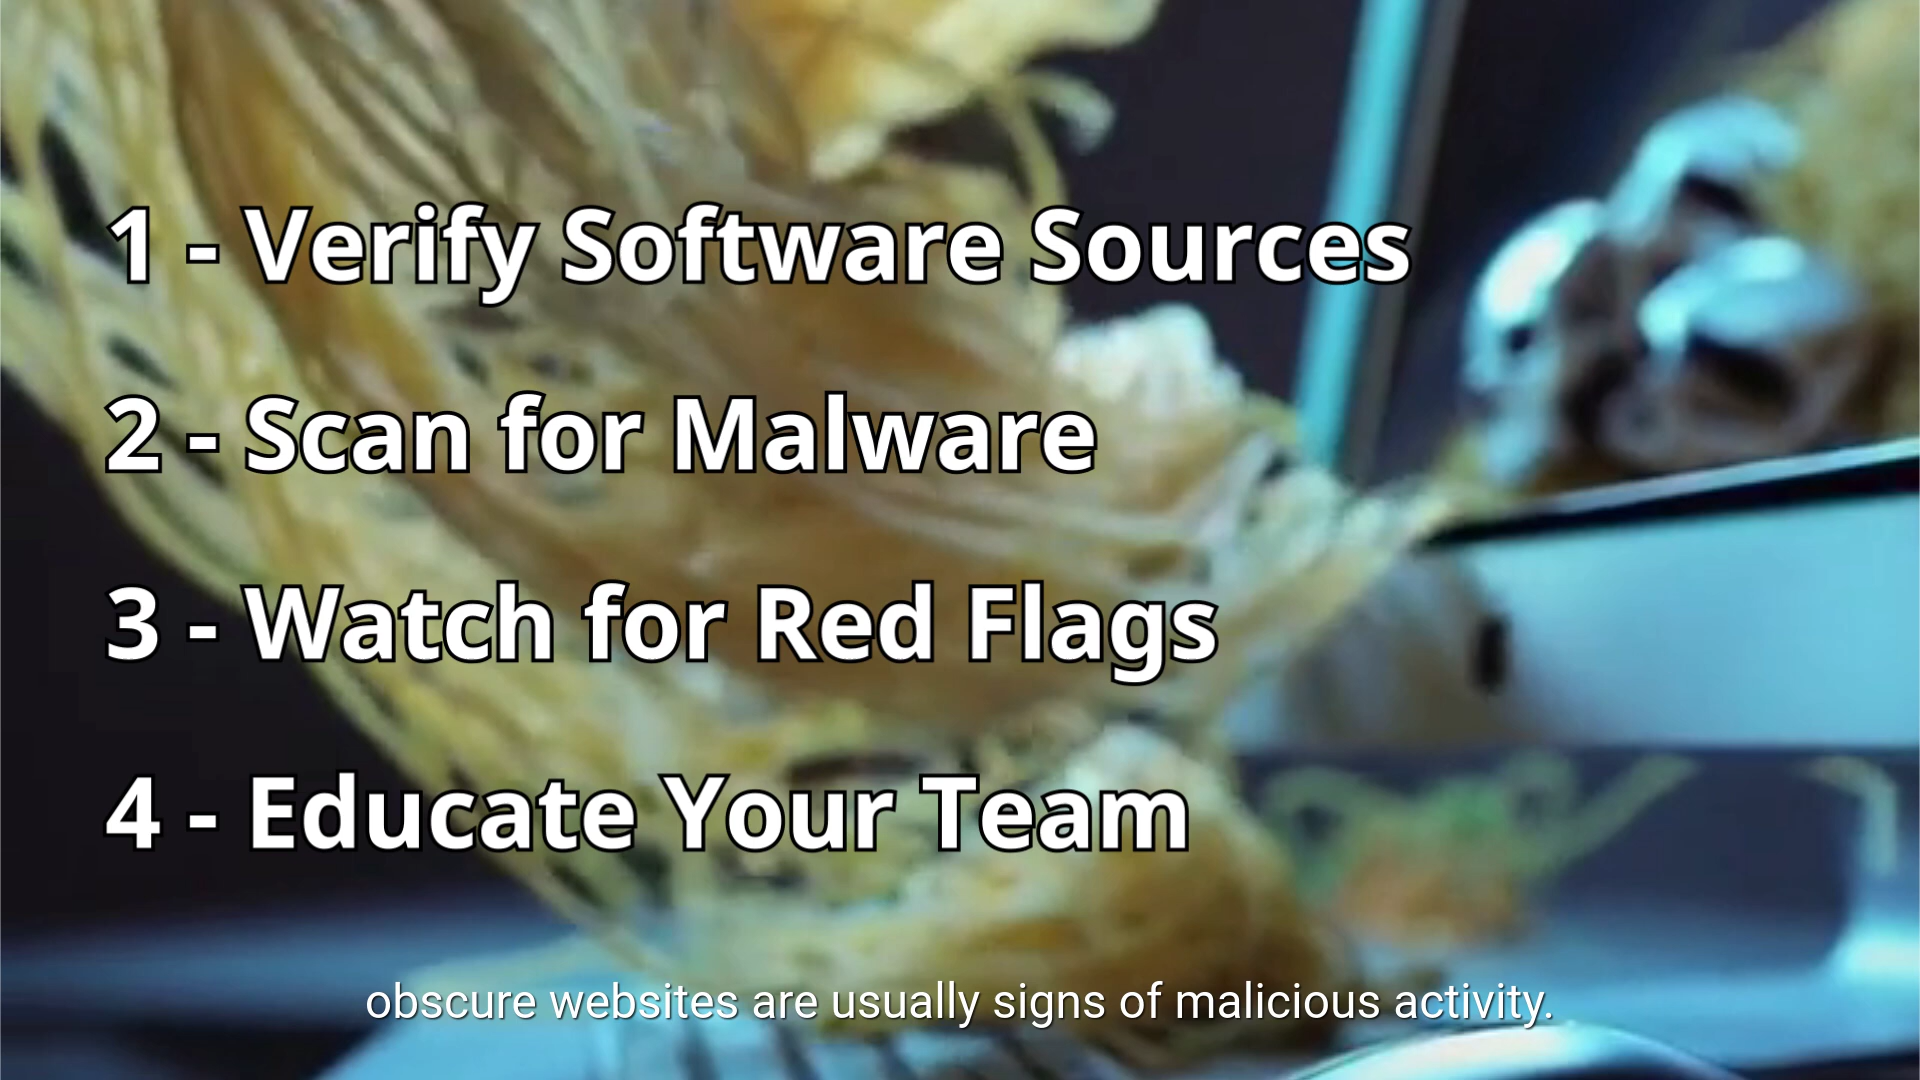 1 - Verify Software Sources
2 - Scan for Malware
3 - Watch for Red Flags
4 - Educate Your Team
obscure websites are usually signs of malicious activity.